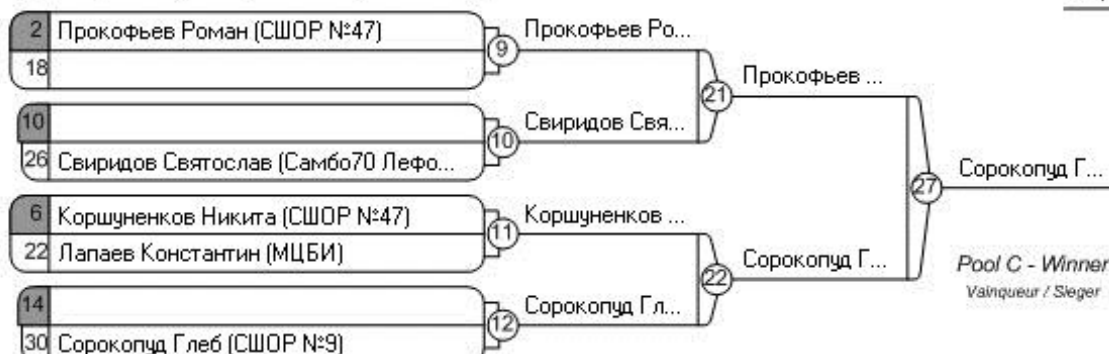 2 Прокофьев Роман (СШОР №47)
18
9
Прокофьев Ро...
10
26 Свиридов Святослав (Самбо70 Лефо...
10
Свиридов Свя...
21
Прокофьев ...
6 Коршуненков Никита (СШОР №47)
22 Лапаев Константин (МЦБИ)
11
Коршуненков ...
14
30 Сорокопуд Глеб (СШОР №9)
12
Сорокопуд Гл...
22
Сорокопуд Г...
27
Сорокопуд Г...
Pool C - Winner
Vainqueur / Sieger